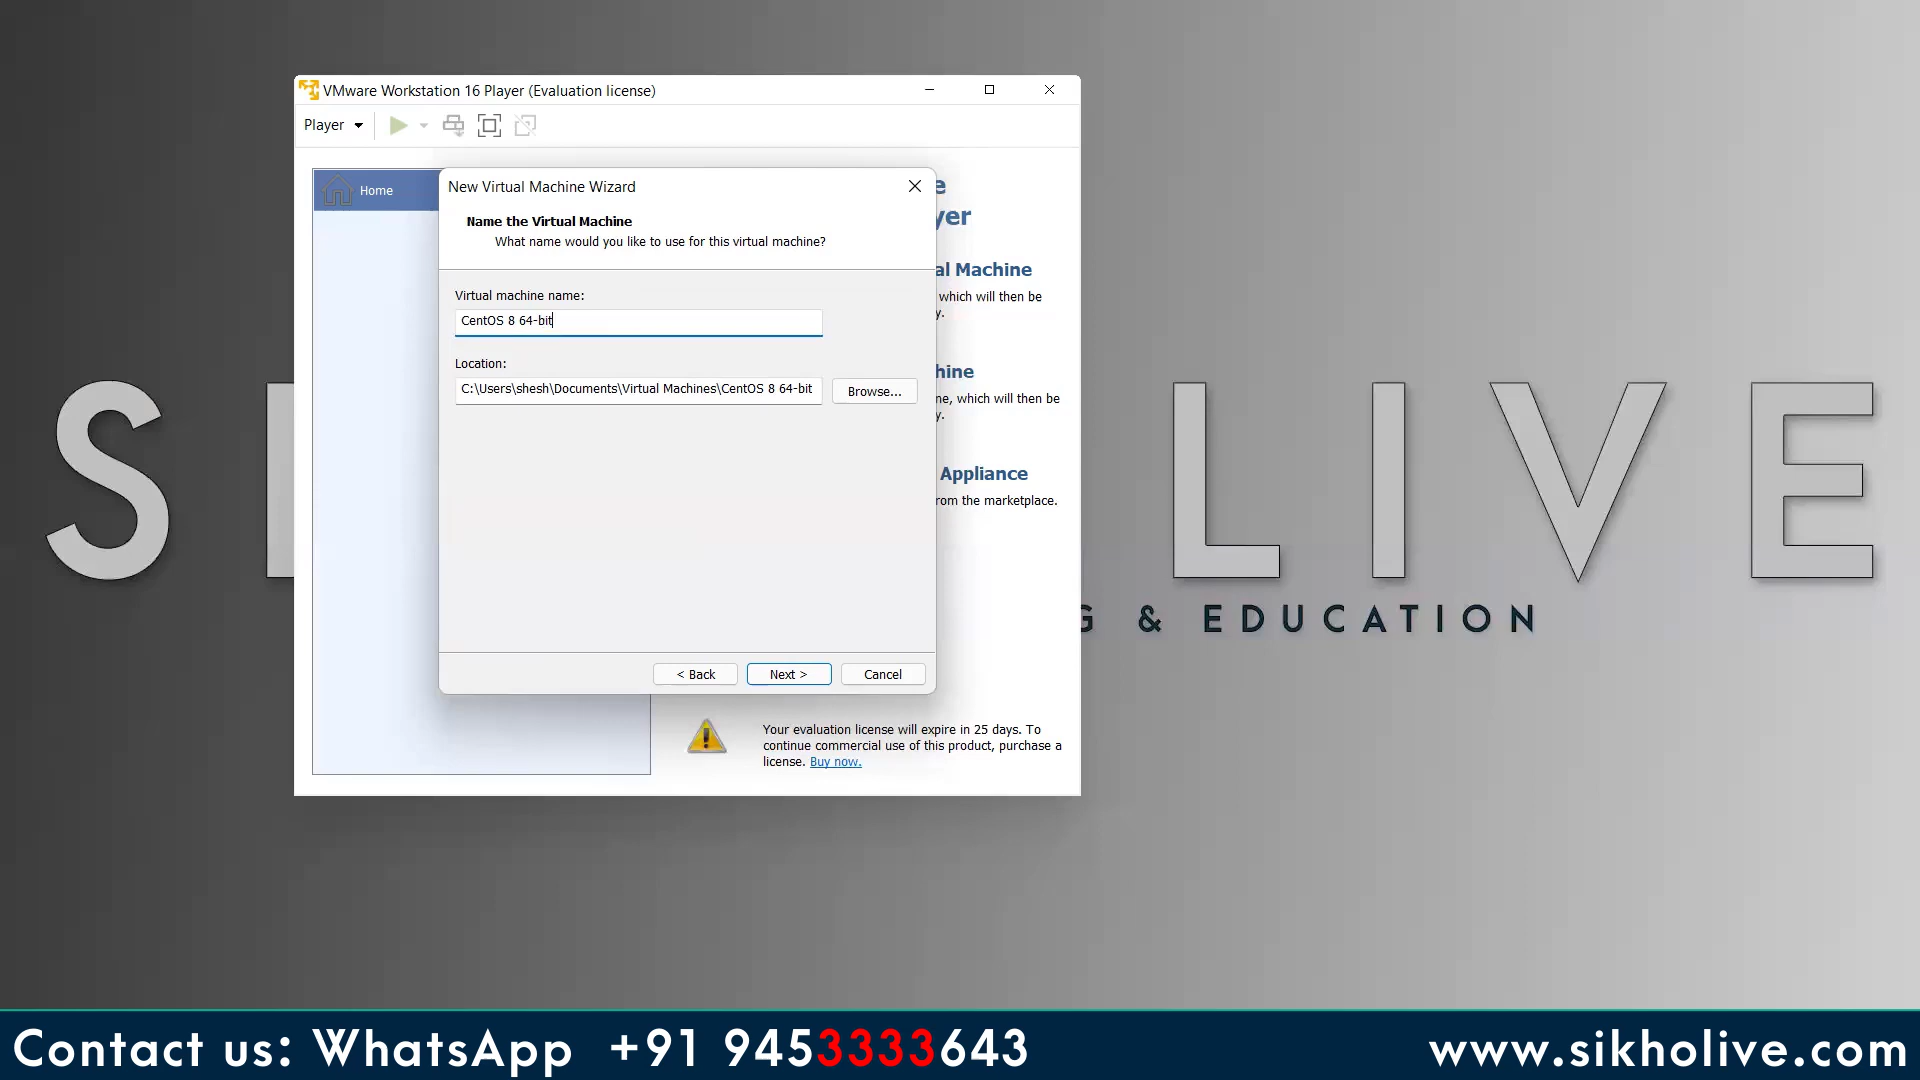 VMware Workstation 16 Player (Evaluation license)
Player
Home
New Virtual Machine Wizard
Name the Virtual Machine
What name would you like to use for this virtual machine?
Virtual machine name:
CentOS 8 64-bit
Location:
C:\Users\shesh\Documents\Virtual Machines\CentOS 8 64-bit
Browse...
< Back
Next >
Cancel
e
yer
al Machine
which will then be
y.
hine
ne, which will then be
y.
Appliance
rom the marketplace.
Your evaluation license will expire in 25 days. To
continue commercial use of this product, purchase a
license. Buy now.
S
LIVE
G & EDUCATION
Contact us: WhatsApp +91 9453333643
www.sikholive.com